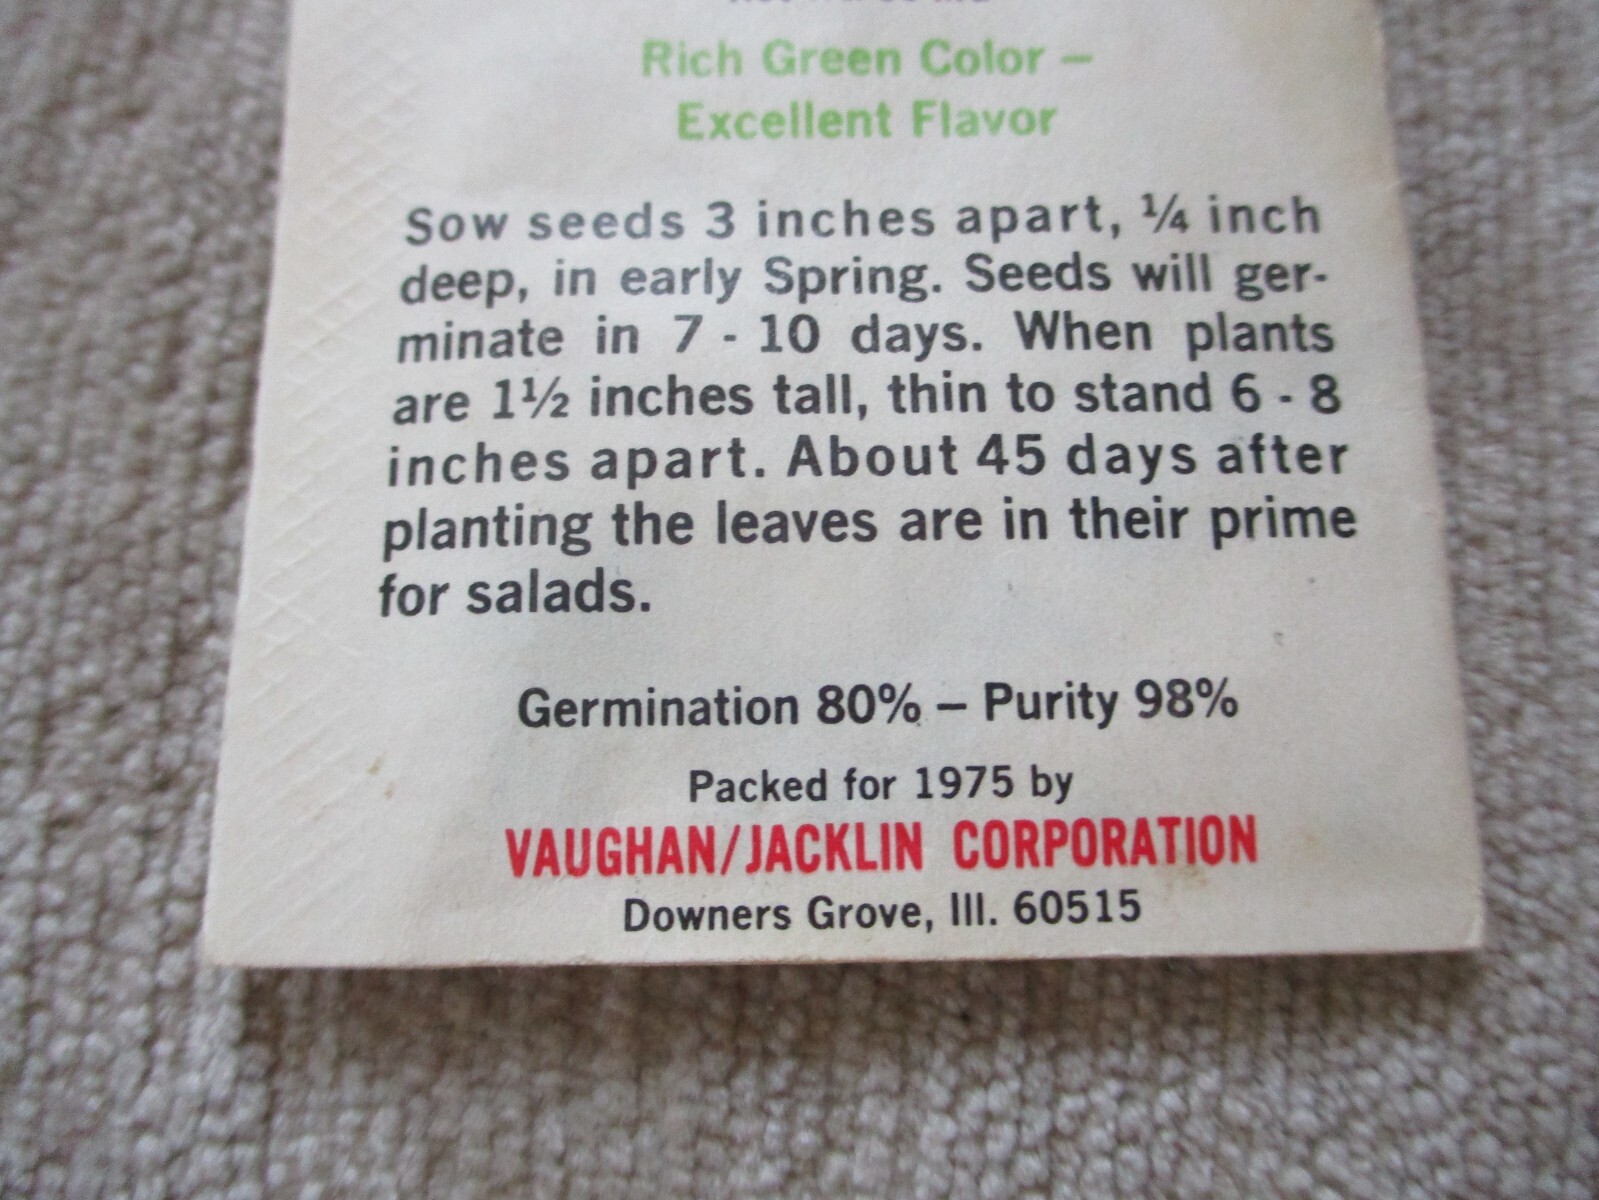 Rich Green Color –
Excellent Flavor
Sow seeds 3 inches apart, ¼ inch
deep, in early Spring. Seeds will ger-
minate in 7 - 10 days. When plants
are 1½ inches tall, thin to stand 6 - 8
inches apart. About 45 days after
planting the leaves are in their prime
for salads.
Germination 80% – Purity 98%
Packed for 1975 by
VAUGHAN/JACKLIN CORPORATION
Downers Grove, Ill. 60515